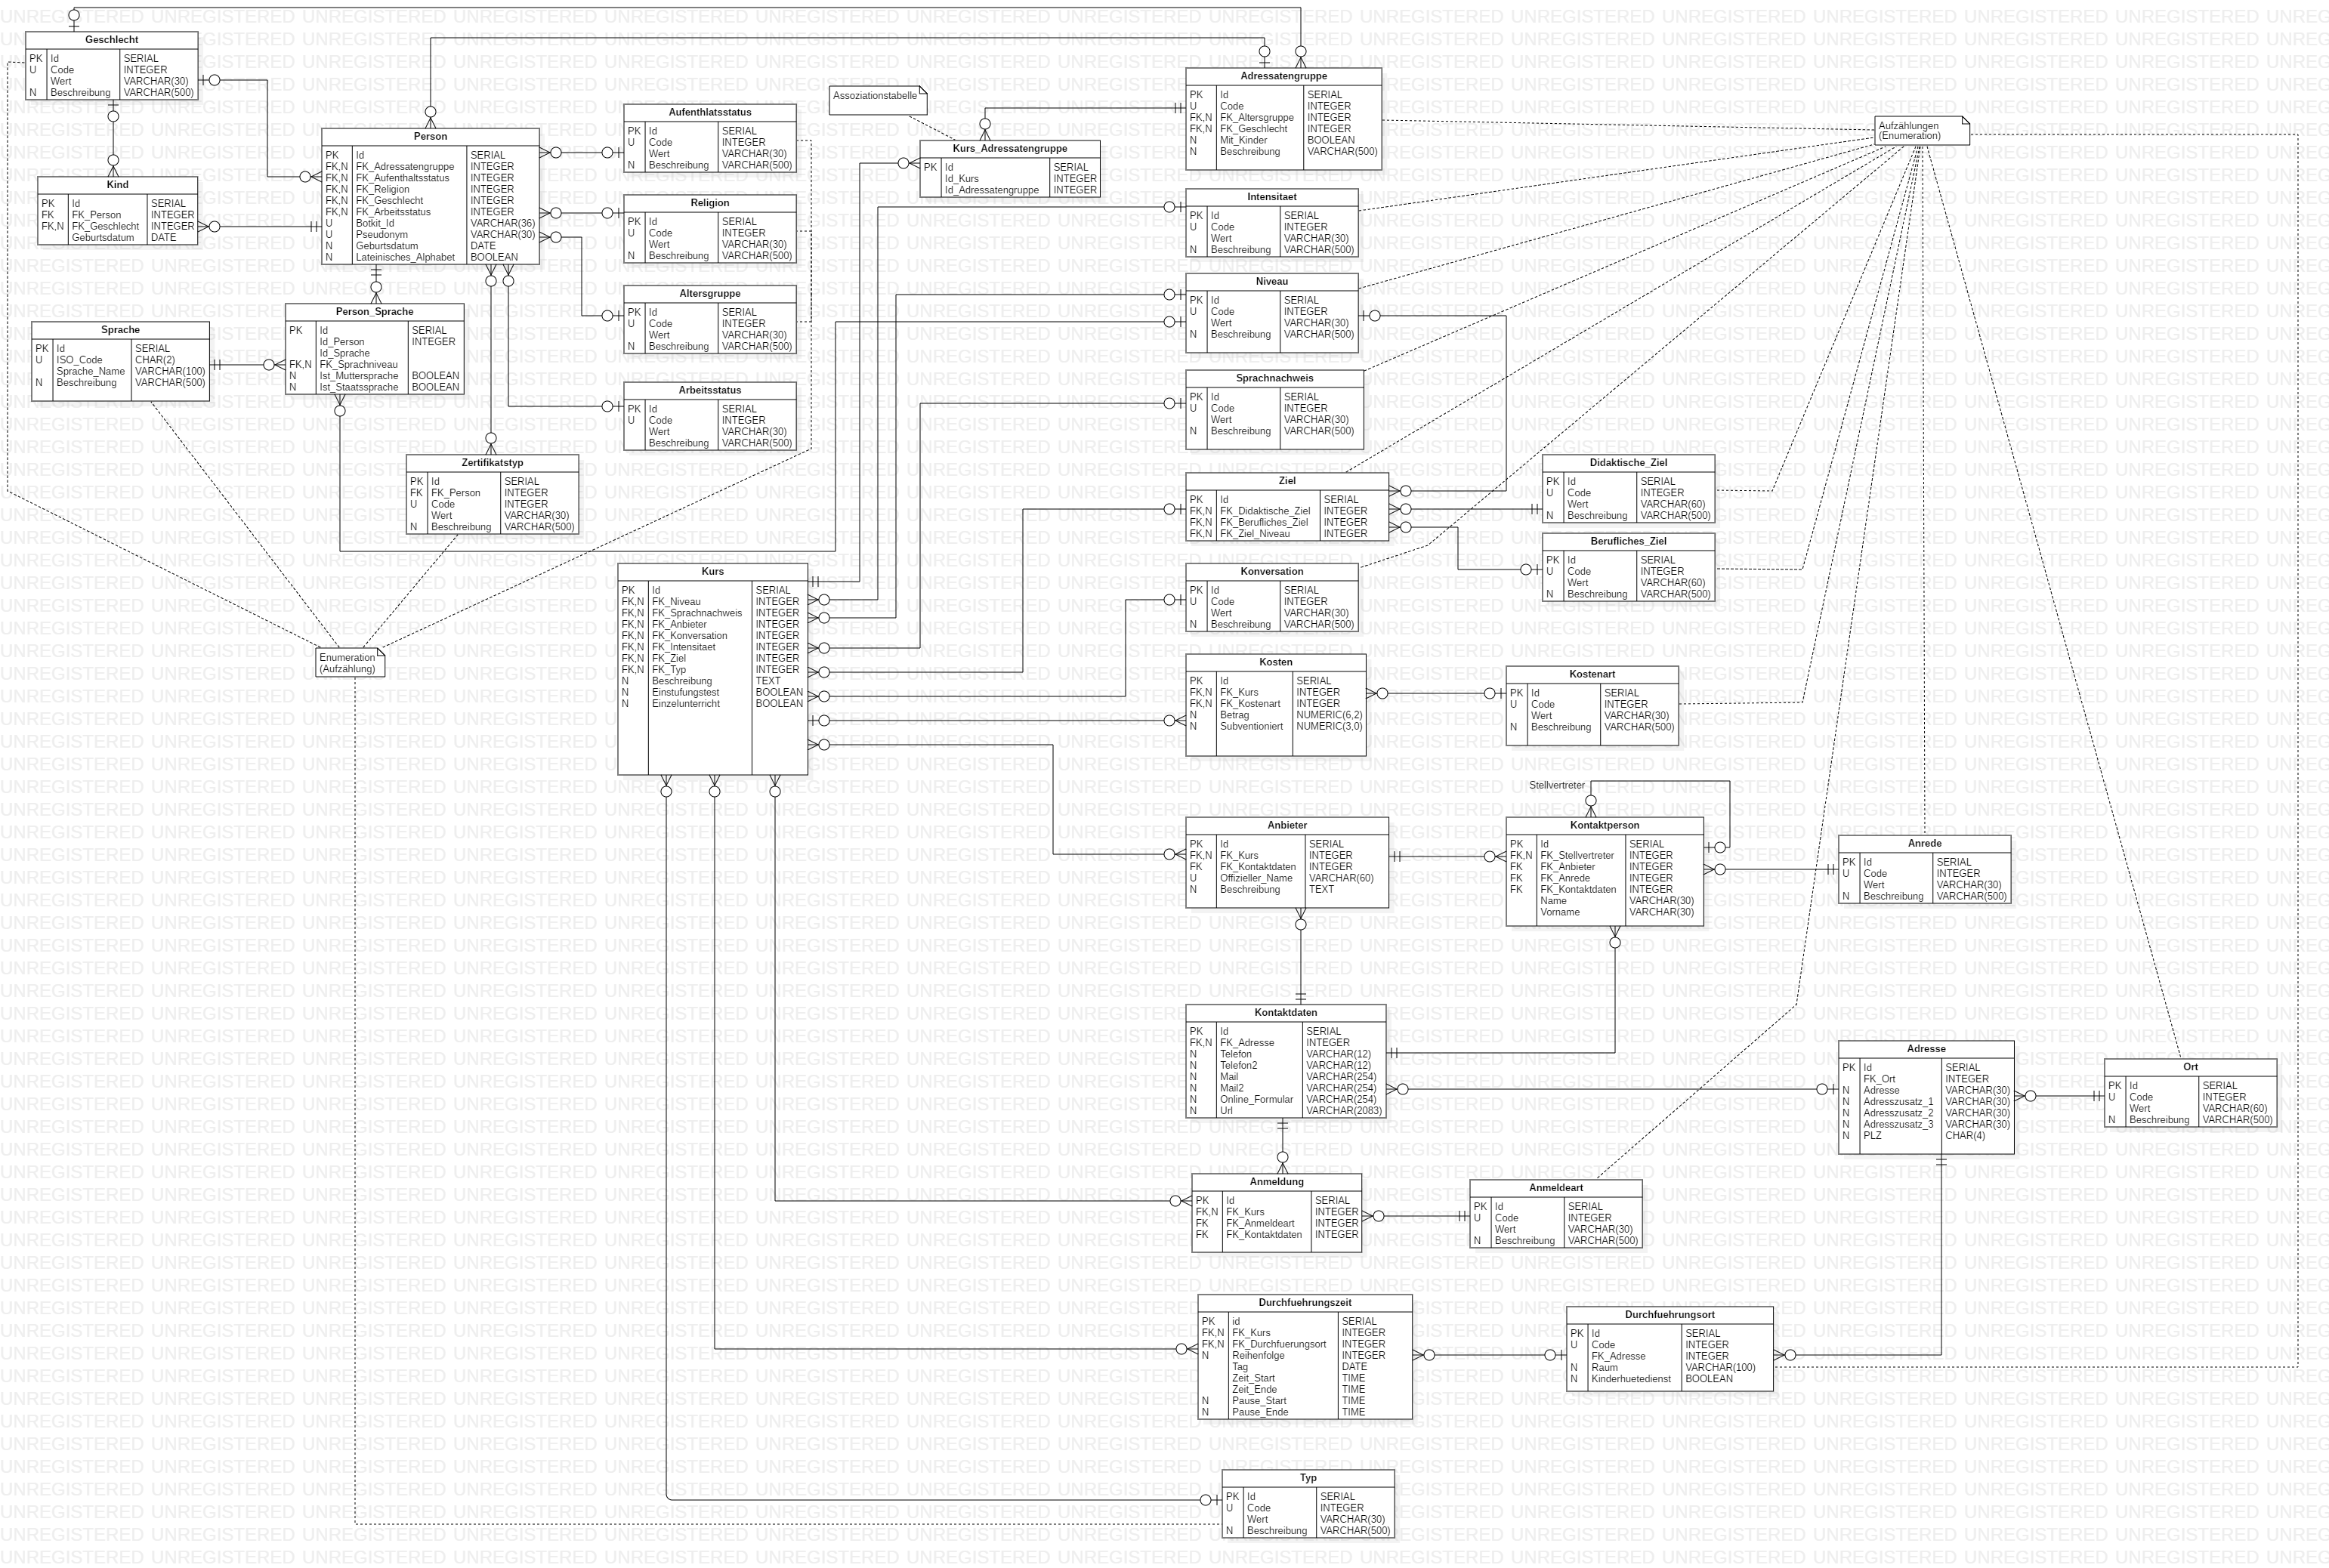 Geschlecht
PK Id SERIAL
U Code INTEGER
Wert VARCHAR(30)
N Beschreibung VARCHAR(500)
Kind
PK Id SERIAL
FK FK_Person INTEGER
FK,N FK_Geschlecht INTEGER
Geburtsdatum DATE
Person
PK Id SERIAL
FK,N FK_Adressatengruppe INTEGER
FK,N FK_Aufenthaltsstatus INTEGER
FK,N FK_Religion INTEGER
FK,N FK_Geschlecht INTEGER
FK,N FK_Arbeitsstatus INTEGER
U Botkit_Id VARCHAR(36)
U Pseudonym VARCHAR(30)
N Geburtsdatum DATE
N Lateinisches_Alphabet BOOLEAN
Aufenthlatsstatus
PK Id SERIAL
U Code INTEGER
Wert VARCHAR(30)
N Beschreibung VARCHAR(500)
Religion
PK Id SERIAL
U Code INTEGER
Wert VARCHAR(30)
N Beschreibung VARCHAR(500)
Altersgruppe
PK Id SERIAL
U Code INTEGER
Wert VARCHAR(30)
N Beschreibung VARCHAR(500)
Arbeitsstatus
PK Id SERIAL
U Code INTEGER
Wert VARCHAR(30)
Beschreibung VARCHAR(500)
Sprache
PK Id SERIAL
U ISO_Code CHAR(2)
Sprache_Name VARCHAR(100)
N Beschreibung VARCHAR(500)
Person_Sprache
PK Id SERIAL
Id_Person INTEGER
Id_Sprache
FK,N FK_Sprachniveau
N Ist_Muttersprache BOOLEAN
N Ist_Staatssprache BOOLEAN
Zertifikatstyp
PK Id SERIAL
FK FK_Person INTEGER
U Code INTEGER
Wert VARCHAR(30)
N Beschreibung VARCHAR(500)
Enumeration
(Aufzählung)
Assoziationstabelle
Kurs_Adressatengruppe
PK Id SERIAL
Id_Kurs INTEGER
Id_Adressatengruppe INTEGER
Adressatengruppe
PK Id SERIAL
U Code INTEGER
FK,N FK_Altersgruppe INTEGER
FK,N FK_Geschlecht INTEGER
N Mit_Kinder BOOLEAN
N Beschreibung VARCHAR(500)
Aufzählungen
(Enumeration)
Intensitaet
PK Id SERIAL
U Code INTEGER
Wert VARCHAR(30)
N Beschreibung VARCHAR(500)
Niveau
PK Id SERIAL
U Code INTEGER
Wert VARCHAR(30)
N Beschreibung VARCHAR(500)
Sprachnachweis
PK Id SERIAL
U Code INTEGER
Wert VARCHAR(30)
N Beschreibung VARCHAR(500)
Ziel
PK Id SERIAL
FK,N FK_Didaktische_Ziel INTEGER
FK,N FK_Berufliches_Ziel INTEGER
FK,N FK_Ziel_Niveau INTEGER
Didaktische_Ziel
PK Id SERIAL
U Code INTEGER
Wert VARCHAR(60)
N Beschreibung VARCHAR(500)
Berufliches_Ziel
PK Id SERIAL
U Code INTEGER
Wert VARCHAR(60)
N Beschreibung VARCHAR(500)
Konversation
PK Id SERIAL
U Code INTEGER
Wert VARCHAR(30)
N Beschreibung VARCHAR(500)
Kurs
PK Id SERIAL
FK,N FK_Niveau INTEGER
FK,N FK_Sprachnachweis INTEGER
FK,N FK_Anbieter INTEGER
FK,N FK_Konversation INTEGER
FK,N FK_Intensitaet INTEGER
FK,N FK_Ziel INTEGER
FK,N FK_Typ INTEGER
N Beschreibung TEXT
N Einstufungstest BOOLEAN
N Einzelunterricht BOOLEAN
Kosten
PK Id SERIAL
FK,N FK_Kurs INTEGER
FK,N FK_Kostenart INTEGER
N Betrag NUMERIC(6,2)
N Subventioniert NUMERIC(3,0)
Kostenart
PK Id SERIAL
U Code INTEGER
Wert VARCHAR(30)
N Beschreibung VARCHAR(500)
Stellvertreter
Anbieter
PK Id SERIAL
FK,N FK_Kurs INTEGER
FK FK_Kontaktdaten INTEGER
U Offizieller_Name VARCHAR(60)
N Beschreibung TEXT
Kontaktperson
PK Id SERIAL
FK,N FK_Stellvertreter INTEGER
FK FK_Anbieter INTEGER
FK FK_Anrede INTEGER
FK FK_Kontaktdaten INTEGER
Name VARCHAR(30)
Vorname VARCHAR(30)
Anrede
PK Id SERIAL
U Code INTEGER
Wert VARCHAR(30)
N Beschreibung VARCHAR(500)
Kontaktdaten
PK Id SERIAL
FK,N FK_Adresse INTEGER
N Telefon VARCHAR(12)
N Telefon2 VARCHAR(12)
N Mail VARCHAR(254)
N Mail2 VARCHAR(254)
N Online_Formular VARCHAR(254)
N Url VARCHAR(2083)
Adresse
PK Id SERIAL
FK_Ort INTEGER
N Adresse VARCHAR(30)
N Adresszusatz_1 VARCHAR(30)
N Adresszusatz_2 VARCHAR(30)
N Adresszusatz_3 VARCHAR(30)
N PLZ CHAR(4)
Ort
PK Id SERIAL
U Code INTEGER
Wert VARCHAR(60)
N Beschreibung VARCHAR(500)
Anmeldung
PK Id SERIAL
FK,N FK_Kurs INTEGER
FK FK_Anmeldeart INTEGER
FK FK_Kontaktdaten INTEGER
Anmeldeart
PK Id SERIAL
U Code INTEGER
Wert VARCHAR(30)
N Beschreibung VARCHAR(500)
Durchfuehrungszeit
PK id SERIAL
FK,N FK_Kurs INTEGER
FK,N FK_Durchfuerungsort INTEGER
N Reihenfolge INTEGER
Tag DATE
Zeit_Start TIME
Zeit_Ende TIME
N Pause_Start TIME
N Pause_Ende TIME
Durchfuehrungsort
PK Id SERIAL
U Code INTEGER
FK_Adresse INTEGER
N Raum VARCHAR(100)
N Kinderhuetedienst BOOLEAN
Typ
PK Id SERIAL
U Code INTEGER
Wert VARCHAR(30)
N Beschreibung VARCHAR(500)